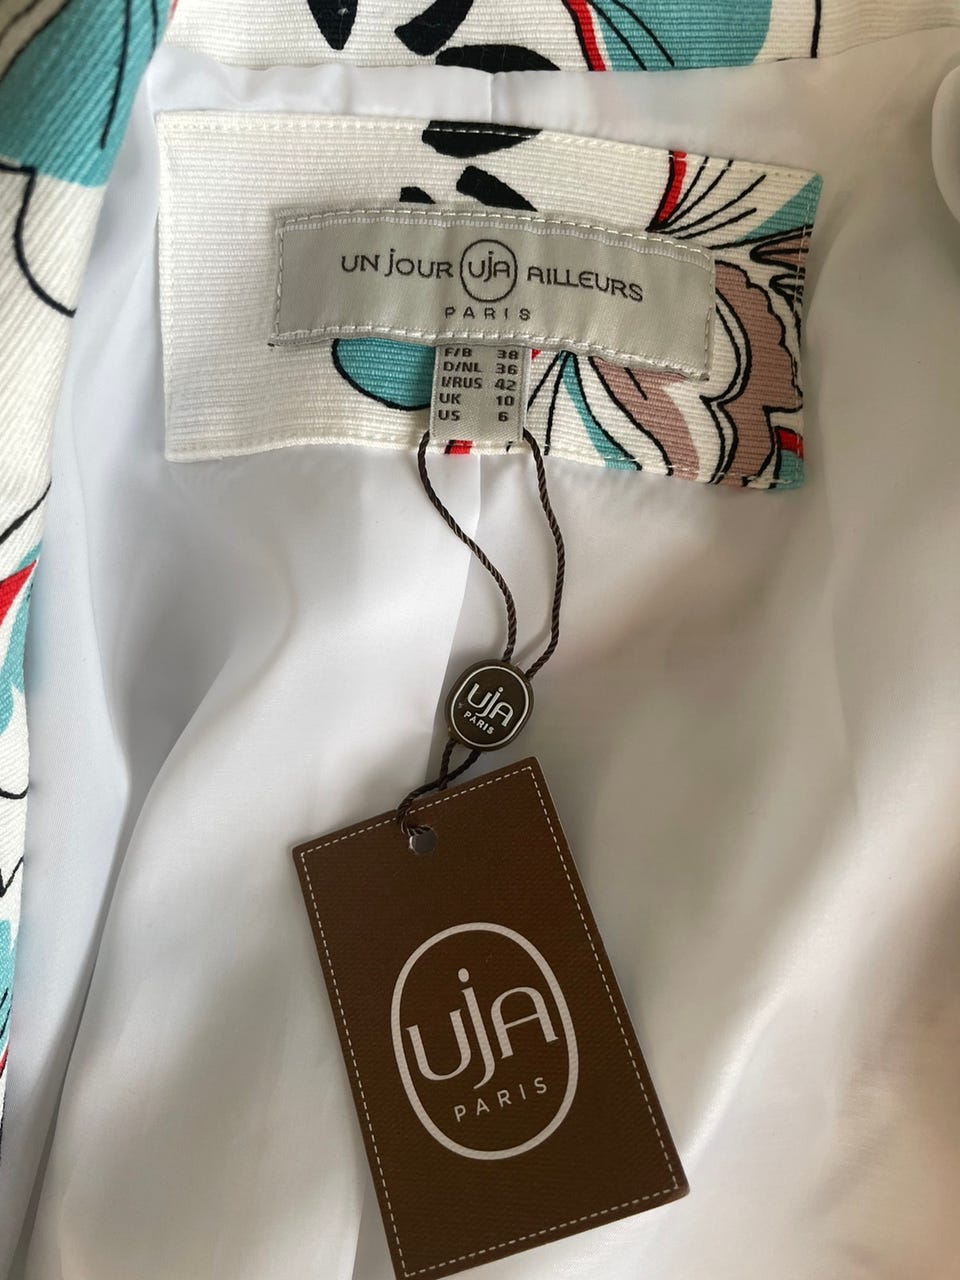 UN JOUR UJA AILLEURS
PARIS
F/B 38
D/NL 36
I/RUS 42
UK 10
US 6
UJA
PARIS
UJA
PARIS